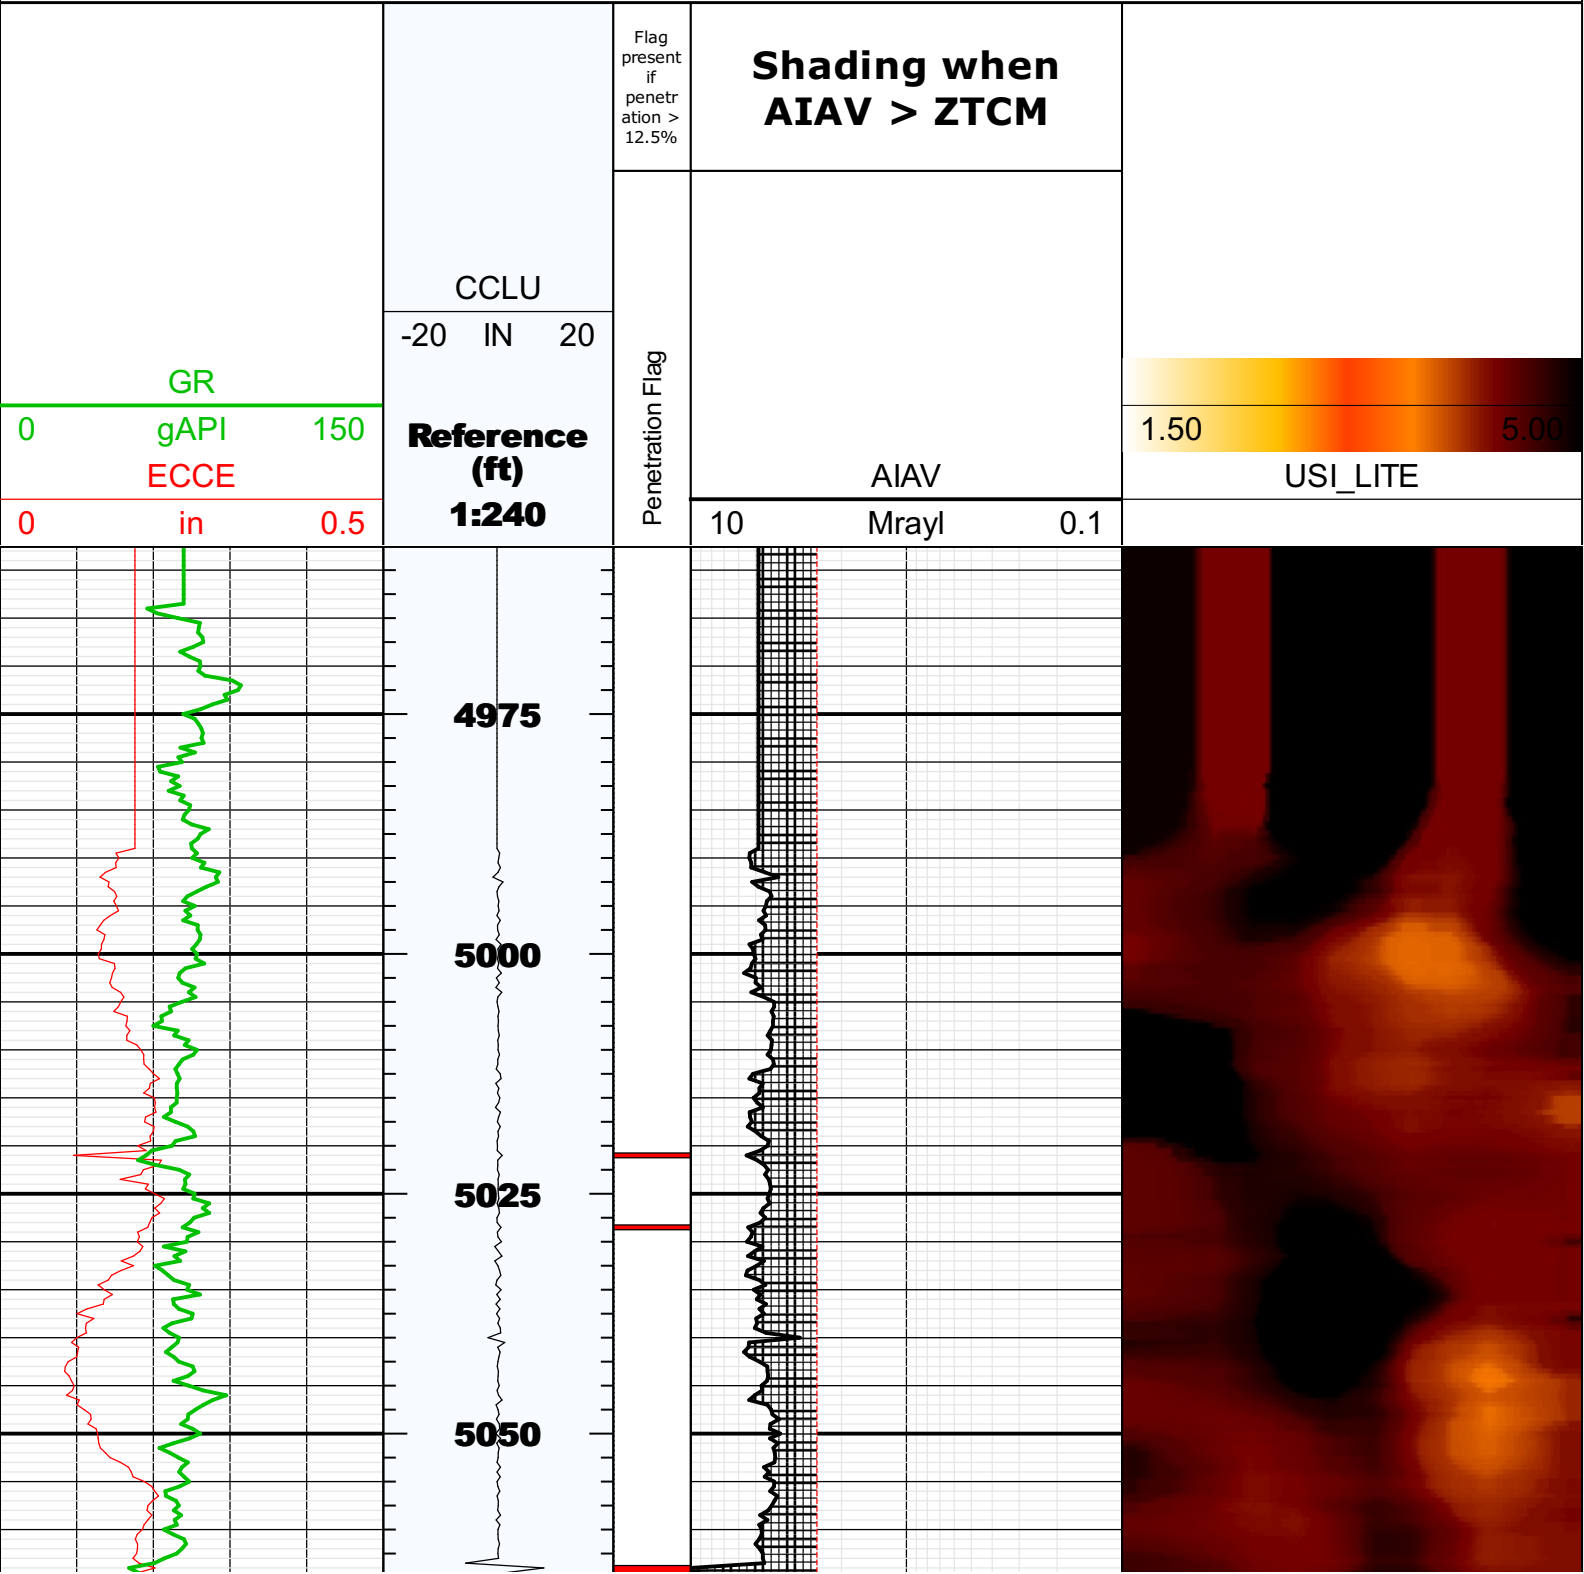 Flag
present
if
penetr
ation >
12.5%
Shading when
AIAV > ZTCM
CCLU
-20 IN 20
GR
0 gAPI 150
ECCE
0 in 0.5
Reference
(ft)
1:240
Penetration Flag
AIAV
10 Mrayl 0.1
1.50 5.00
USI_LITE
4975
5000
5025
5050